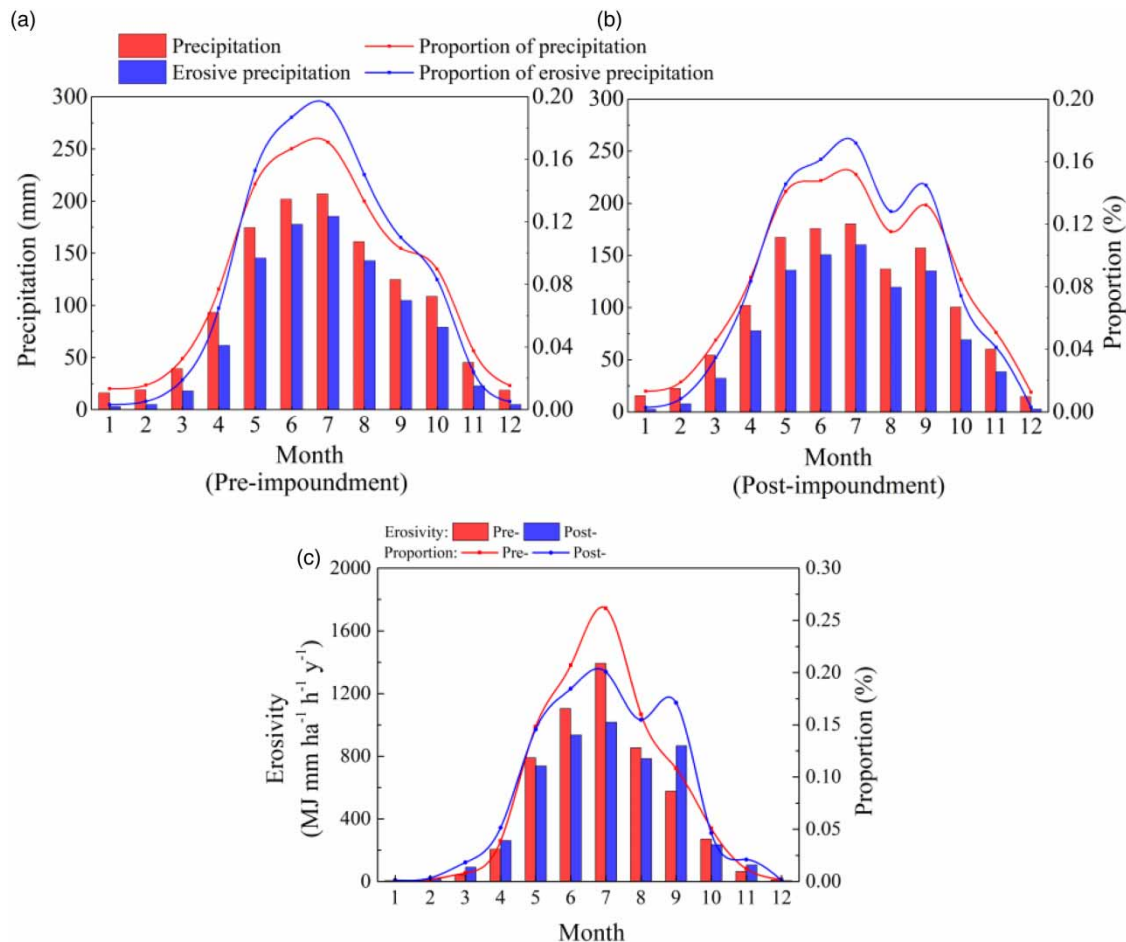 (a)
(b)
Precipitation
Proportion of precipitation
Erosive precipitation
Proportion of erosive precipitation
300
250
200
150
100
50
0
Precipitation (mm)
0.20
0.16
0.12
0.08
0.04
0.00
1 2 3 4 5 6 7 8 9 10 11 12
Month
(Pre-impoundment)
300
250
200
150
100
50
0
0.20
0.16
0.12
0.08
0.04
0.00
Proportion (%)
1 2 3 4 5 6 7 8 9 10 11 12
Month
(Post-impoundment)
(c)
Erosivity: Pre- Post-
Proportion: Pre- Post-
2000
1600
1200
800
400
0
Erosivity
(MJ mm ha⁻¹ h⁻¹ y⁻¹)
0.30
0.25
0.20
0.15
0.10
0.05
0.00
Proportion (%)
1 2 3 4 5 6 7 8 9 10 11 12
Month